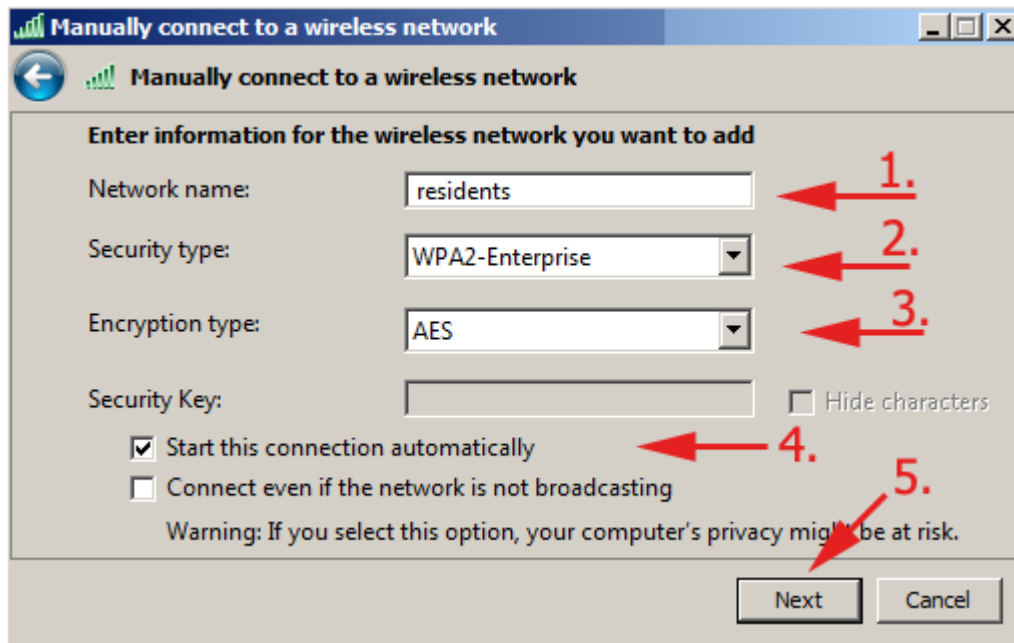 Manually connect to a wireless network
Manually connect to a wireless network
Enter information for the wireless network you want to add
Network name: residents 1.
Security type: WPA2-Enterprise 2.
Encryption type: AES 3.
Security Key: Hide characters
Start this connection automatically 4.
Connect even if the network is not broadcasting 5.
Warning: If you select this option, your computer's privacy might be at risk.
Next Cancel